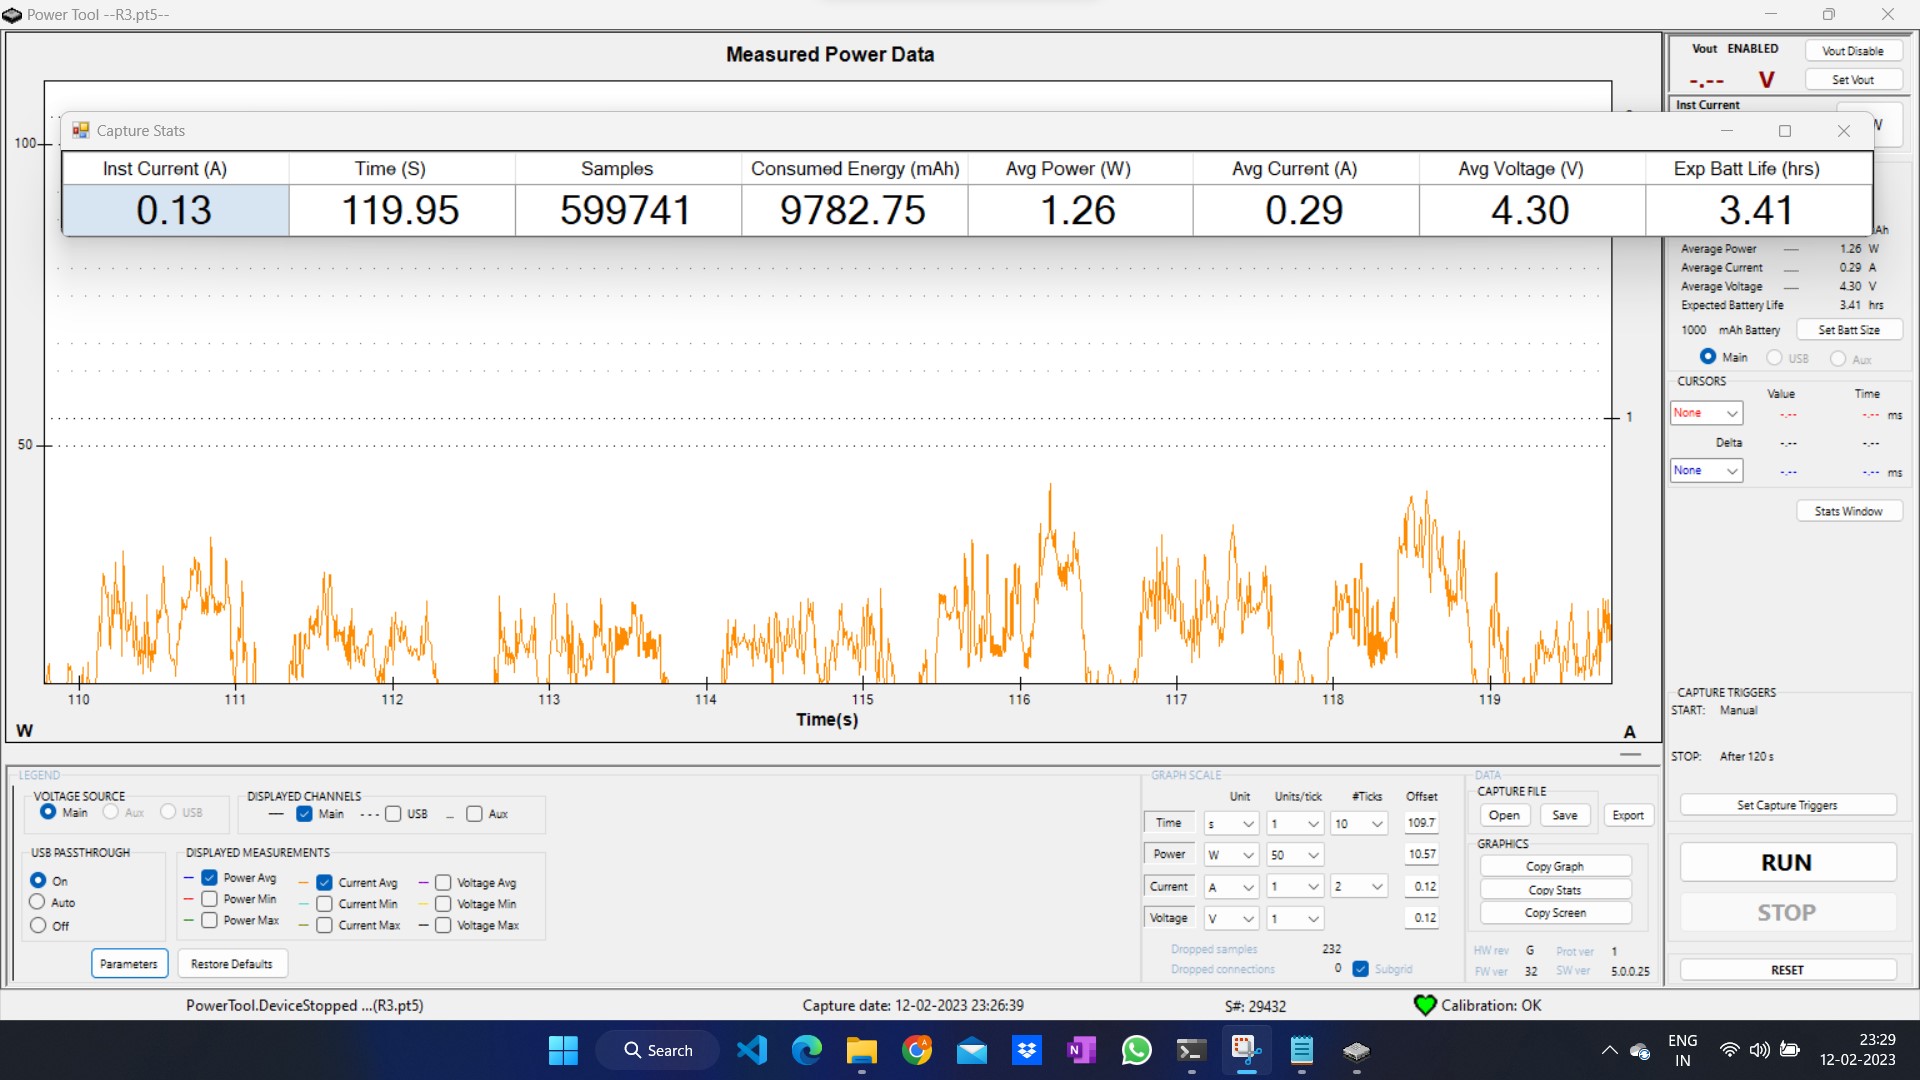 Power Tool --R3.pt5--
Measured Power Data
Vout ENABLED
Vout Disable
-.-- V
Set Vout
Inst Current
Capture Stats
W
Inst Current (A) Time (S) Samples Consumed Energy (mAh) Avg Power (W) Avg Current (A) Avg Voltage (V) Exp Batt Life (hrs)
0.13 119.95 599741 9782.75 1.26 0.29 4.30 3.41
Average Power 1.26 W
Average Current 0.29 A
Average Voltage 4.30 V
Expected Battery Life 3.41 hrs
1000 mAh Battery Set Batt Size
Main USB Aux
CURSORS
Value Time
None -.-- -.-- ms
Delta -.-- -.--
None -.-- -.-- ms
Stats Window
100
50
1
110 111 112 113 114 115 116 117 118 119
Time(s)
W
A
CAPTURE TRIGGERS
START: Manual
STOP: After 120 s
Set Capture Triggers
RUN
STOP
RESET
LEGEND
VOLTAGE SOURCE
Main Aux USB
DISPLAYED CHANNELS
Main USB Aux
USB PASSTHROUGH
On
Auto
Off
DISPLAYED MEASUREMENTS
Power Avg Current Avg Voltage Avg
Power Min Current Min Voltage Min
Power Max Current Max Voltage Max
Parameters Restore Defaults
GRAPH SCALE
Unit Units/tick #Ticks Offset
Time s 1 10 109.7
Power W 50 10.57
Current A 1 2 0.12
Voltage V 1 0.12
Dropped samples 232
Dropped connections 0 Subgrid
DATA
CAPTURE FILE
Open Save Export
GRAPHICS
Copy Graph
Copy Stats
Copy Screen
HW rev G Prot ver 1
FW ver 32 SW ver 5.0.0.25
PowerTool.DeviceStopped ...(R3.pt5) Capture date: 12-02-2023 23:26:39 S#: 29432 Calibration: OK
Search
ENG
IN
23:29
12-02-2023